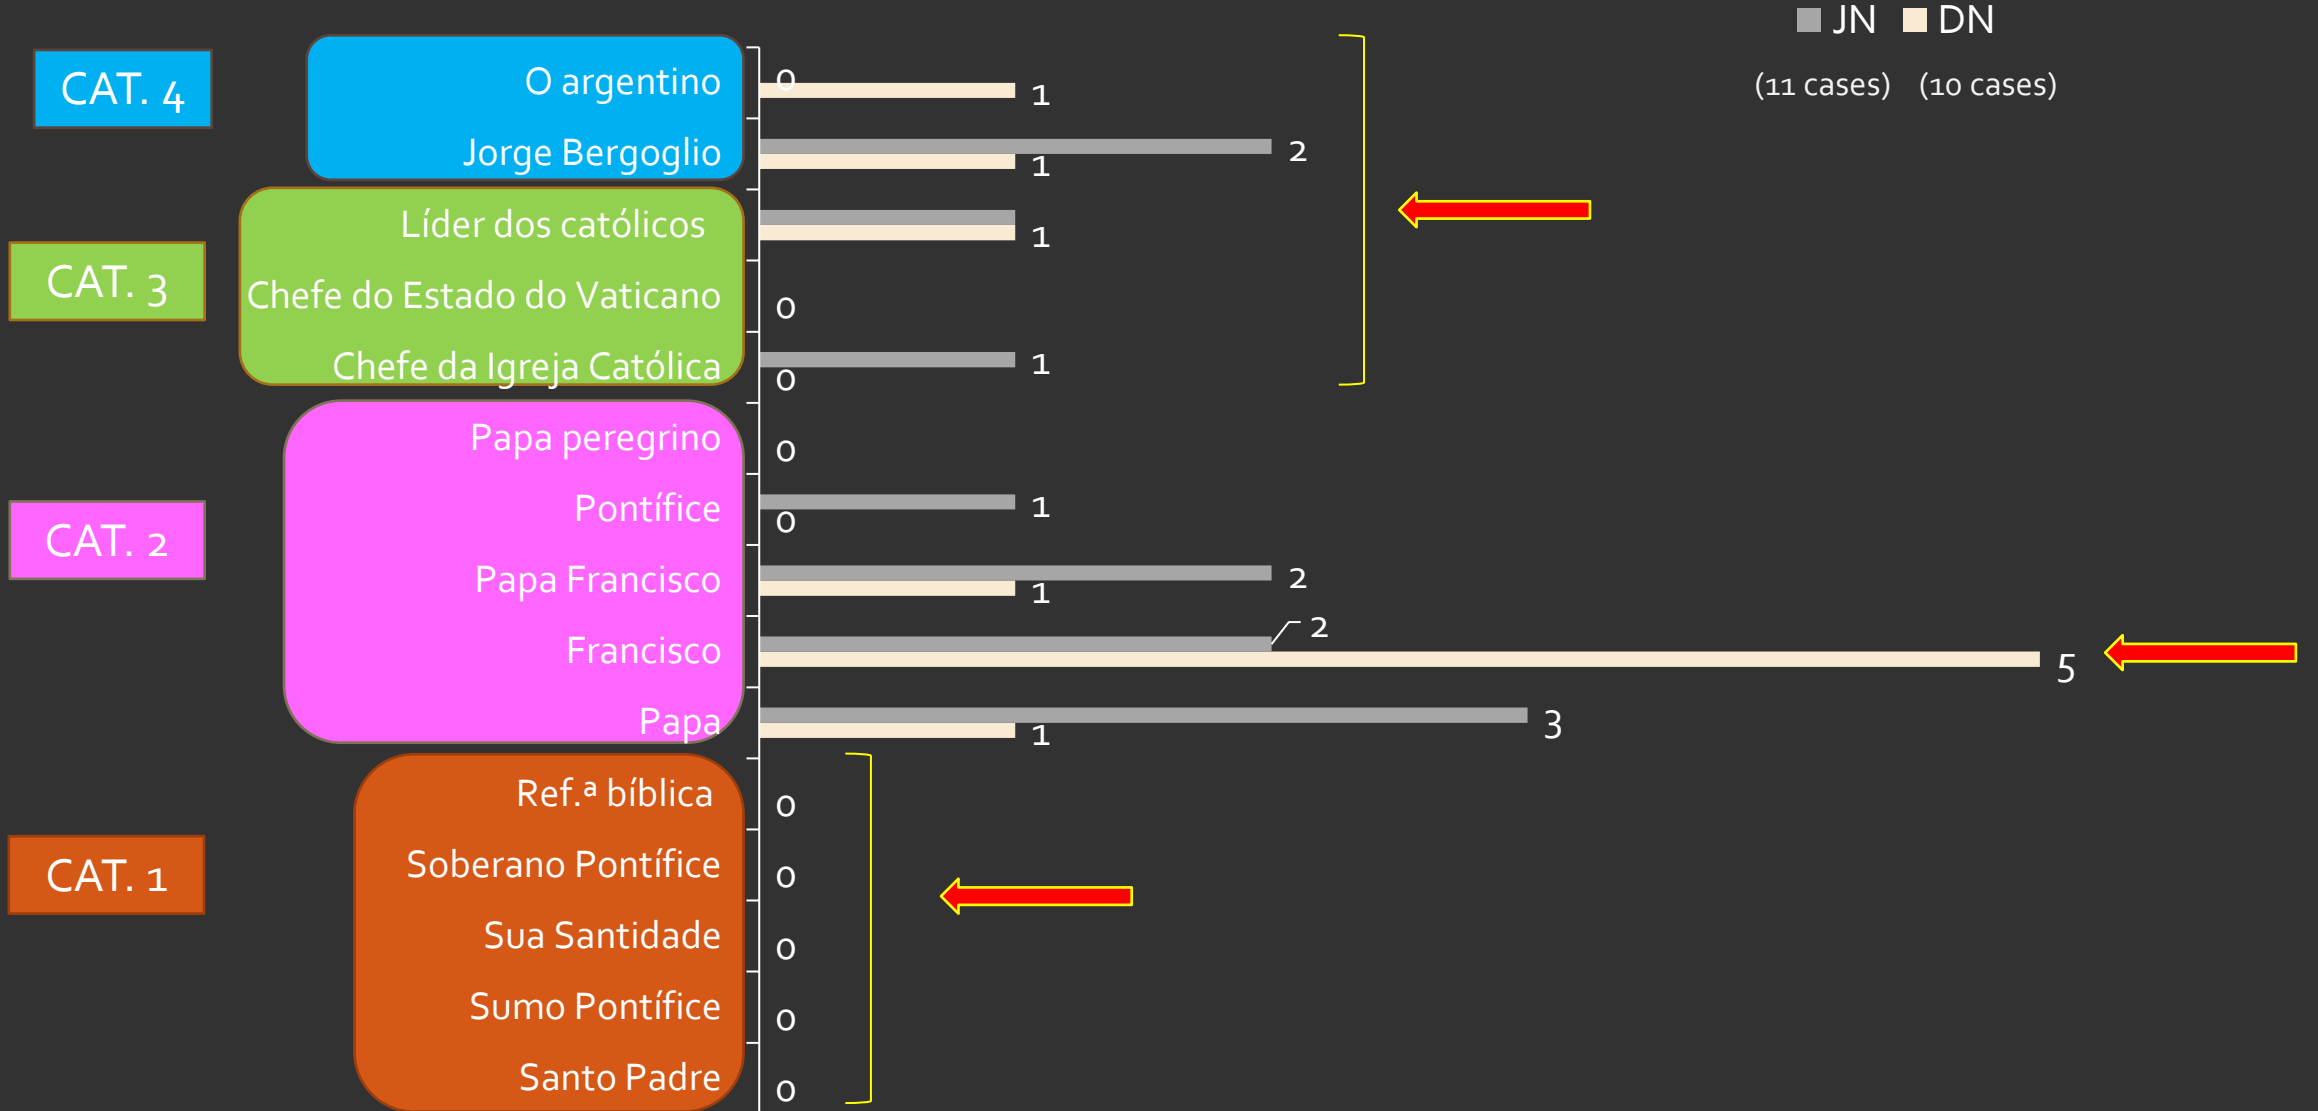 JN DN
(11 cases) (10 cases)
CAT. 4
O argentino 0 1
Jorge Bergoglio 2 1
CAT. 3
Líder dos católicos 1
Chefe do Estado do Vaticano 0
Chefe da Igreja Católica 1 0
CAT. 2
Papa peregrino 0
Pontífice 1 0
Papa Francisco 2 1
Francisco 2 5
Papa 3 1
CAT. 1
Ref.ª bíblica 0
Soberano Pontífice 0
Sua Santidade 0
Sumo Pontífice 0
Santo Padre 0